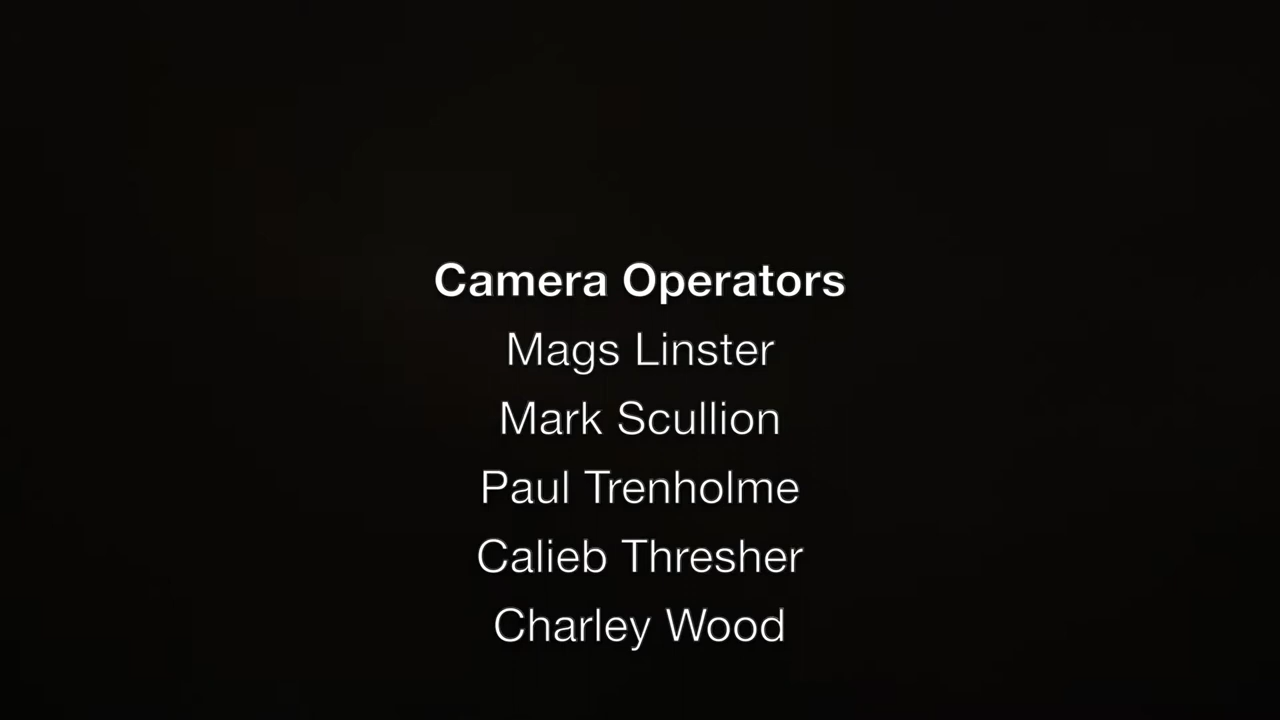 Camera Operators
Mags Linster
Mark Scullion
Paul Trenholme
Calieb Thresher
Charley Wood